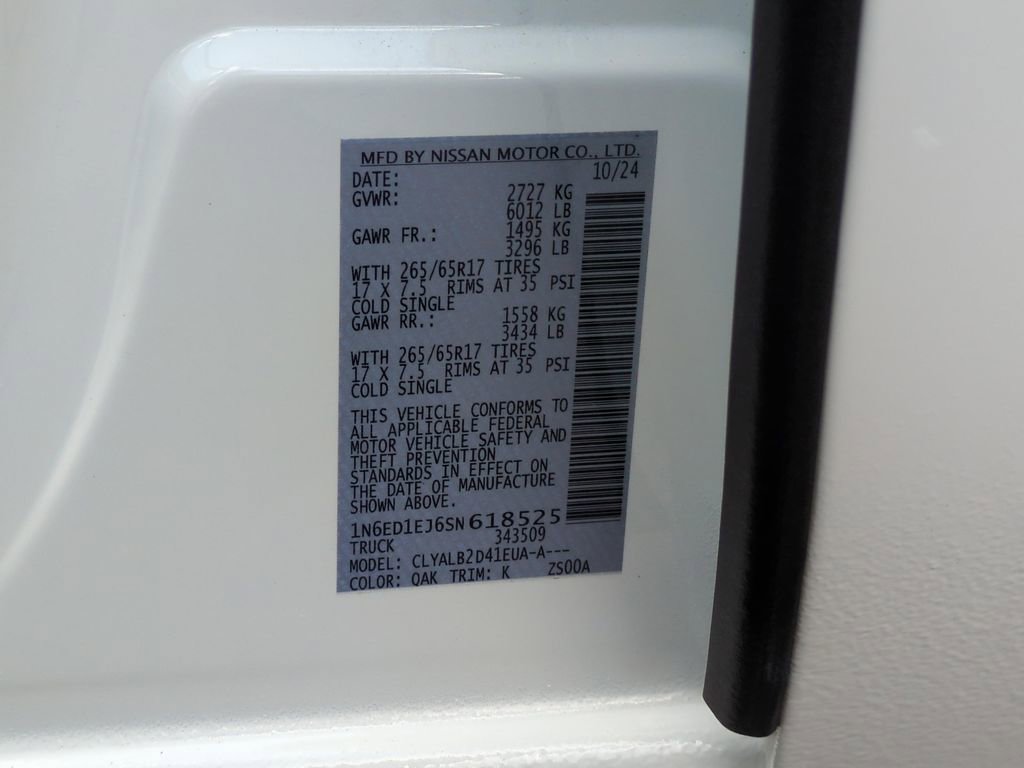 MFD BY NISSAN MOTOR CO., LTD.
DATE: 10/24
GVWR: 2727 KG
6012 LB
GAWR FR.: 1495 KG
3296 LB
WITH 265/65R17 TIRES
17 X 7.5 RIMS AT 35 PSI
COLD SINGLE
GAWR RR.: 1558 KG
3434 LB
WITH 265/65R17 TIRES
17 X 7.5 RIMS AT 35 PSI
COLD SINGLE
THIS VEHICLE CONFORMS TO
ALL APPLICABLE FEDERAL
MOTOR VEHICLE SAFETY AND
THEFT PREVENTION
STANDARDS IN EFFECT ON
THE DATE OF MANUFACTURE
SHOWN ABOVE.
1N6ED1EJ6SN618525
TRUCK 343509
MODEL: CLYALB2D41EUA-A---
COLOR: QAK TRIM: K ZS00A